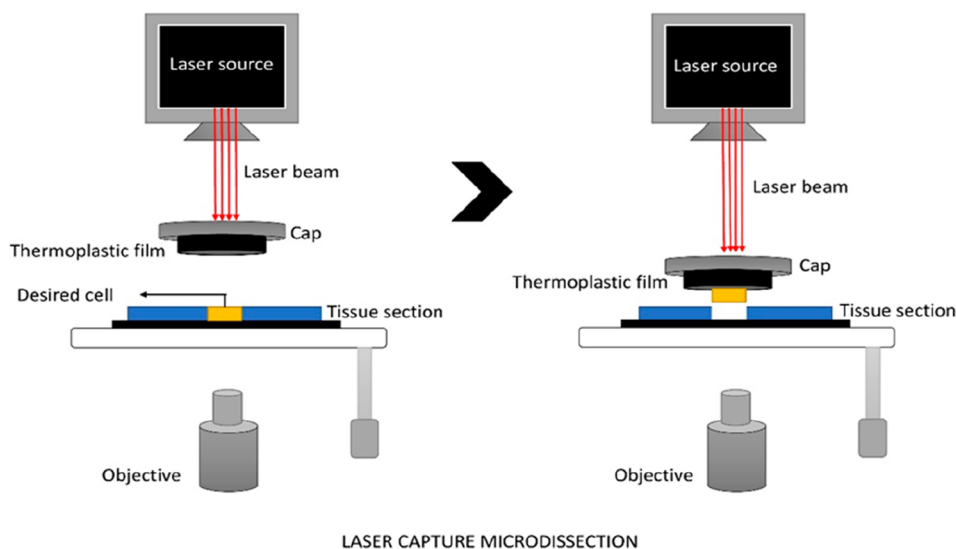 Laser source
Laser beam
Cap
Thermoplastic film
Desired cell
Tissue section
Objective
Laser source
Laser beam
Cap
Thermoplastic film
Tissue section
Objective
LASER CAPTURE MICRODISSECTION